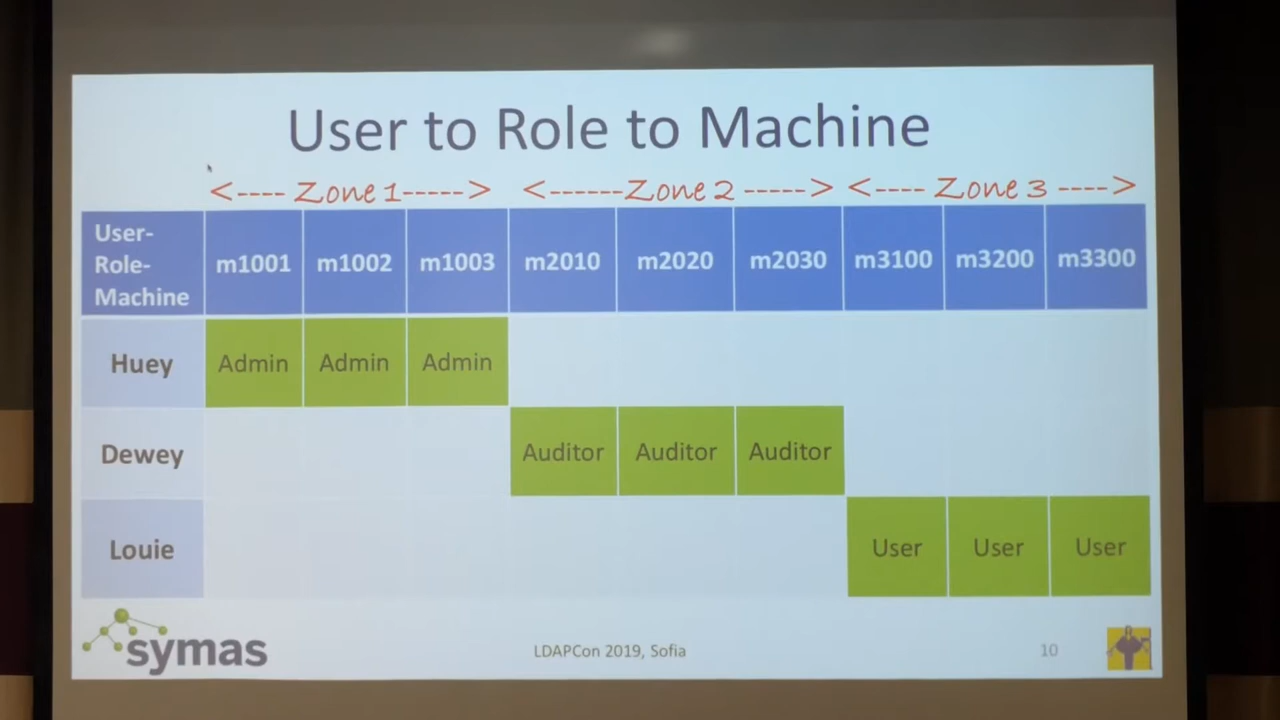 User to Role to Machine
<---- Zone 1-----> <------Zone 2 -----> <---- Zone 3 ---->
User-
Role-
Machine
m1001 m1002 m1003 m2010 m2020 m2030 m3100 m3200 m3300
Huey Admin Admin Admin
Dewey Auditor Auditor Auditor
Louie User User User
symas
LDAPCon 2019, Sofia
10